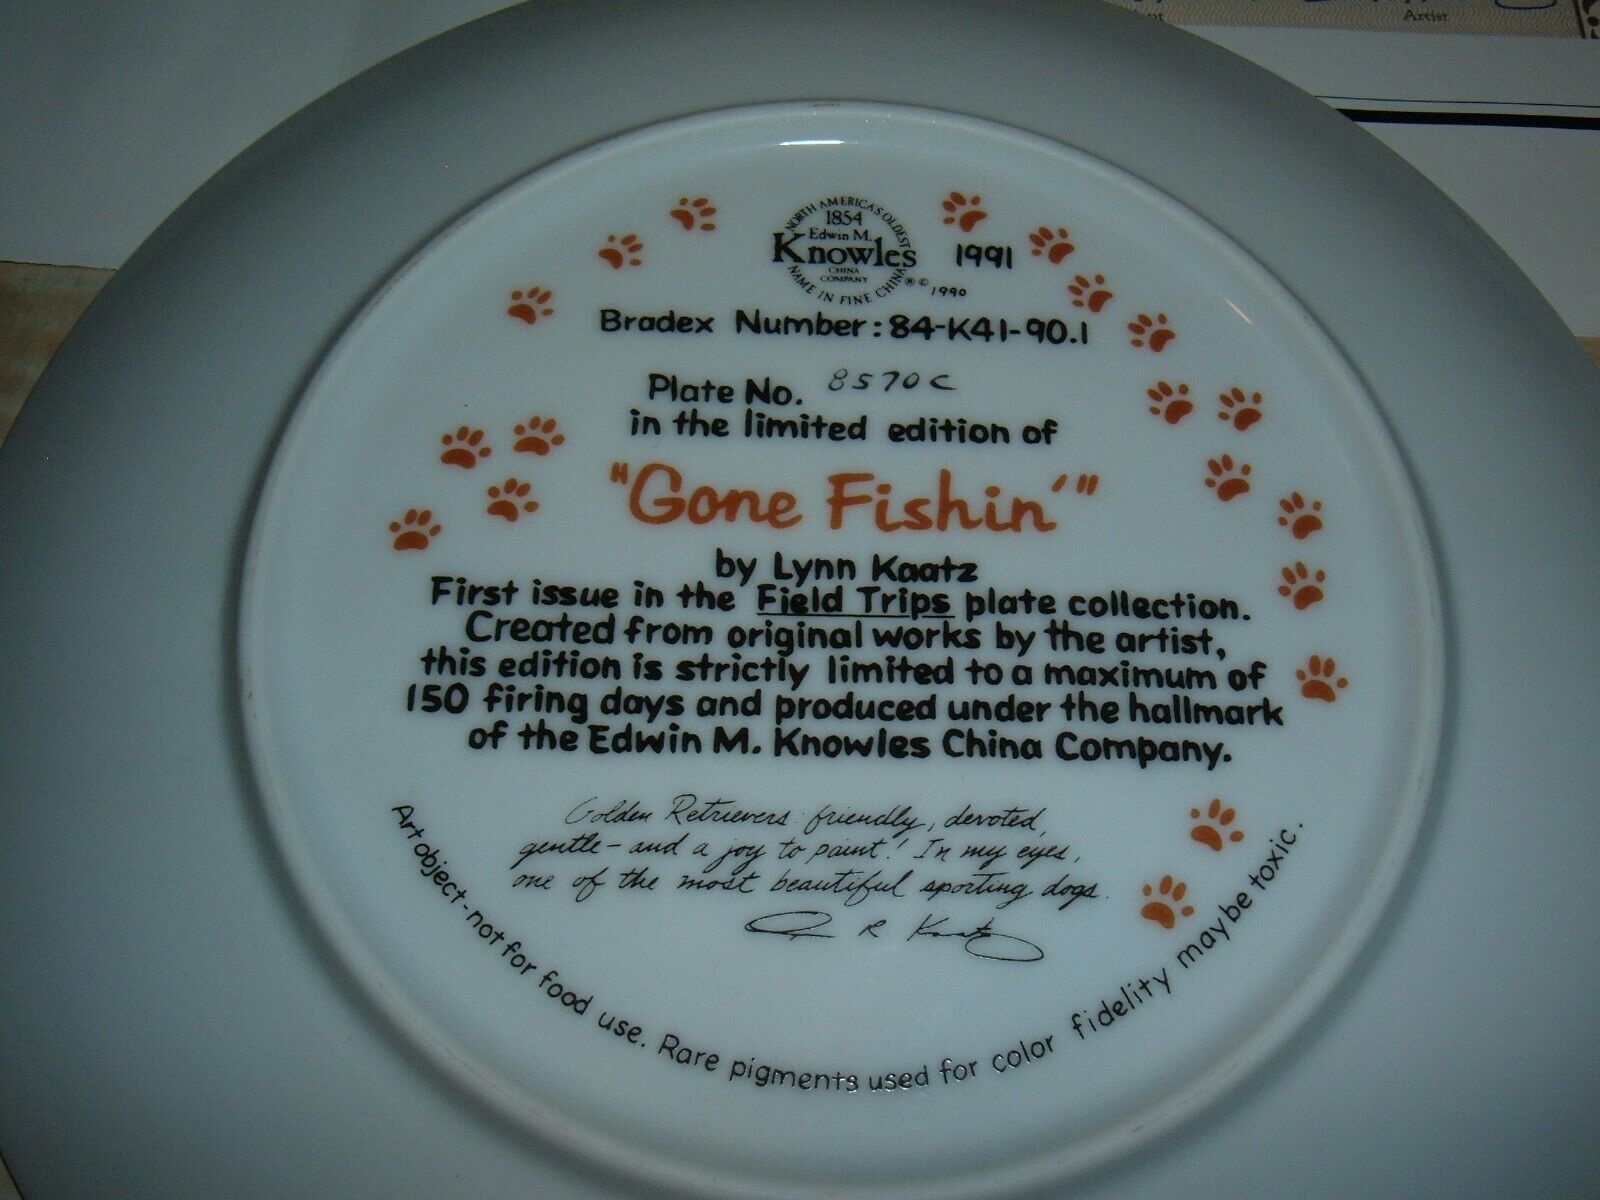 Artist
NORTH AMERICA'S OLDEST
1854
Edwin M.
Knowles
CHINA
COMPANY
NAME IN FINE CHINA
®© 1990
1991
Bradex Number: 84-K41-90.1
Plate No. 8570C
in the limited edition of
"Gone Fishin'"
by Lynn Kaatz
First issue in the Field Trips plate collection.
Created from original works by the artist,
this edition is strictly limited to a maximum of
150 firing days and produced under the hallmark
of the Edwin M. Knowles China Company.
Golden Retrievers: friendly, devoted,
gentle - and a joy to paint! In my eyes,
one of the most beautiful sporting dogs.
R Kaatz
Art object - not for food use. Rare pigments used for color fidelity may be toxic.